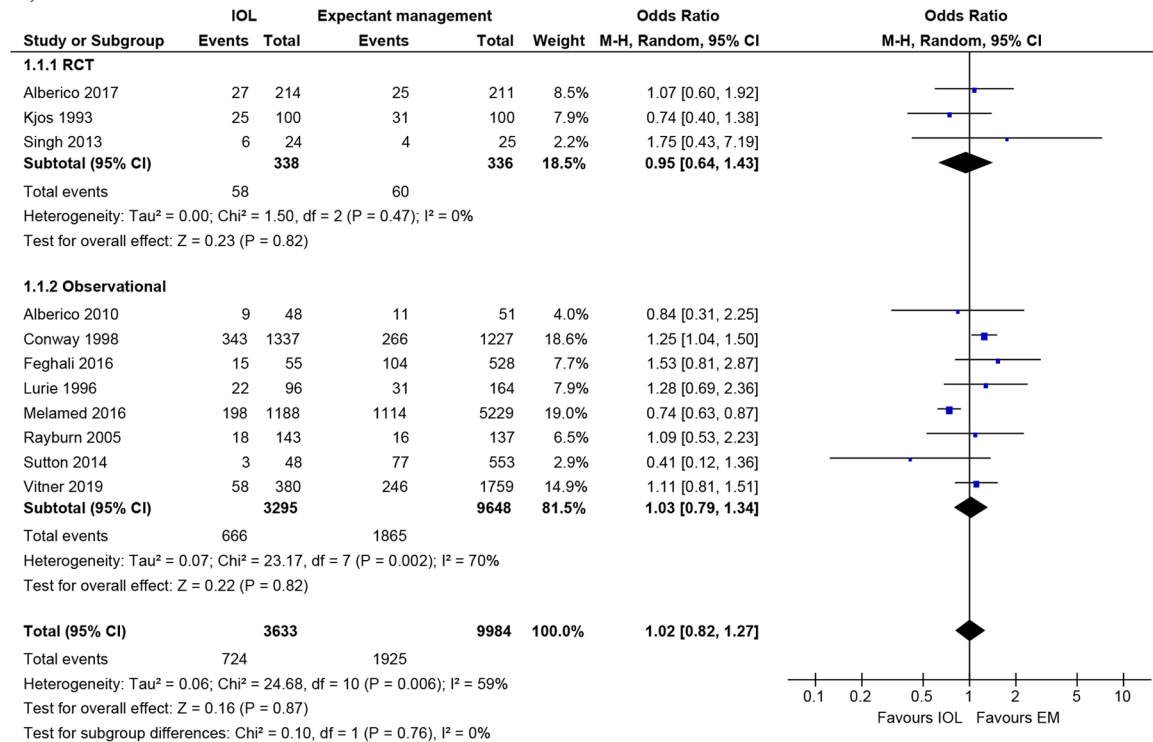 IOL Expectant management Odds Ratio Odds Ratio
Study or Subgroup Events Total Events Total Weight M-H, Random, 95% CI M-H, Random, 95% CI
1.1.1 RCT
Alberico 2017 27 214 25 211 8.5% 1.07 [0.60, 1.92]
Kjos 1993 25 100 31 100 7.9% 0.74 [0.40, 1.38]
Singh 2013 6 24 4 25 2.2% 1.75 [0.43, 7.19]
Subtotal (95% CI) 338 336 18.5% 0.95 [0.64, 1.43]
Total events 58 60
Heterogeneity: Tau² = 0.00; Chi² = 1.50, df = 2 (P = 0.47); I² = 0%
Test for overall effect: Z = 0.23 (P = 0.82)
1.1.2 Observational
Alberico 2010 9 48 11 51 4.0% 0.84 [0.31, 2.25]
Conway 1998 343 1337 266 1227 18.6% 1.25 [1.04, 1.50]
Feghali 2016 15 55 104 528 7.7% 1.53 [0.81, 2.87]
Lurie 1996 22 96 31 164 7.9% 1.28 [0.69, 2.36]
Melamed 2016 198 1188 1114 5229 19.0% 0.74 [0.63, 0.87]
Rayburn 2005 18 143 16 137 6.5% 1.09 [0.53, 2.23]
Sutton 2014 3 48 77 553 2.9% 0.41 [0.12, 1.36]
Vitner 2019 58 380 246 1759 14.9% 1.11 [0.81, 1.51]
Subtotal (95% CI) 3295 9648 81.5% 1.03 [0.79, 1.34]
Total events 666 1865
Heterogeneity: Tau² = 0.07; Chi² = 23.17, df = 7 (P = 0.002); I² = 70%
Test for overall effect: Z = 0.22 (P = 0.82)
Total (95% CI) 3633 9984 100.0% 1.02 [0.82, 1.27]
Total events 724 1925
Heterogeneity: Tau² = 0.06; Chi² = 24.68, df = 10 (P = 0.006); I² = 59%
Test for overall effect: Z = 0.16 (P = 0.87)
Test for subgroup differences: Chi² = 0.10, df = 1 (P = 0.76), I² = 0%
0.1 0.2 0.5 1 2 5 10
Favours IOL Favours EM